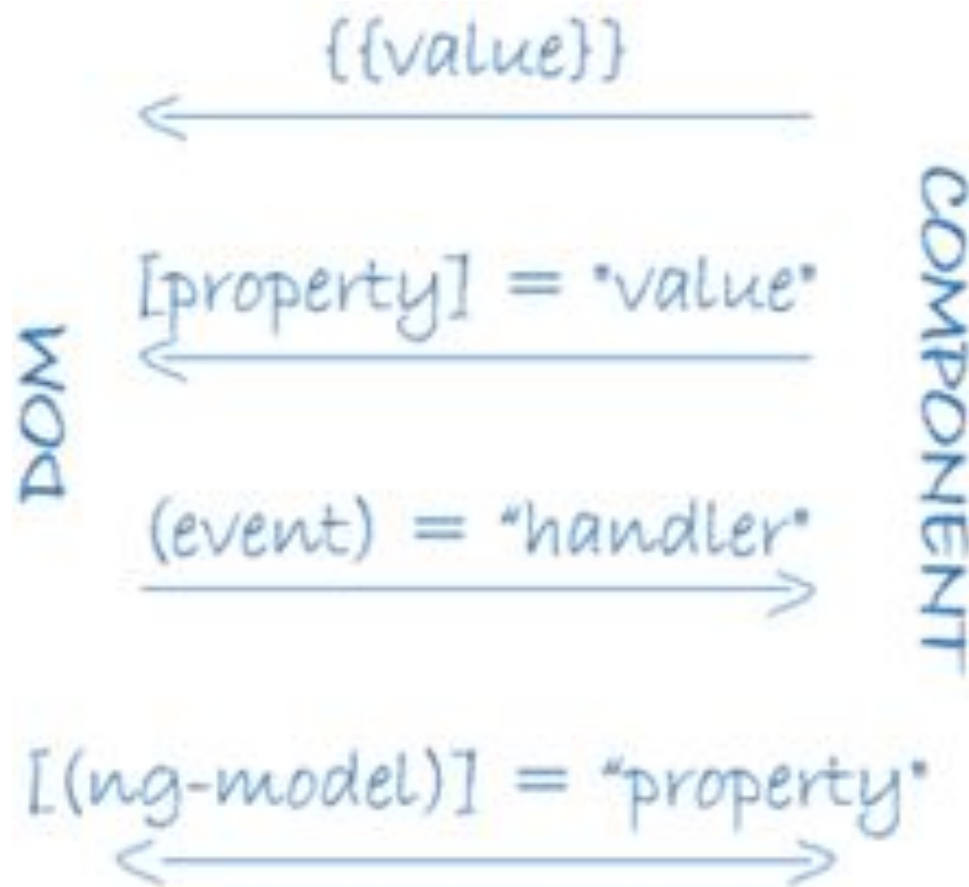 {{value}}
[property] = "value"
DOM
COMPONENT
(event) = "handler"
[(ng-model)] = "property"